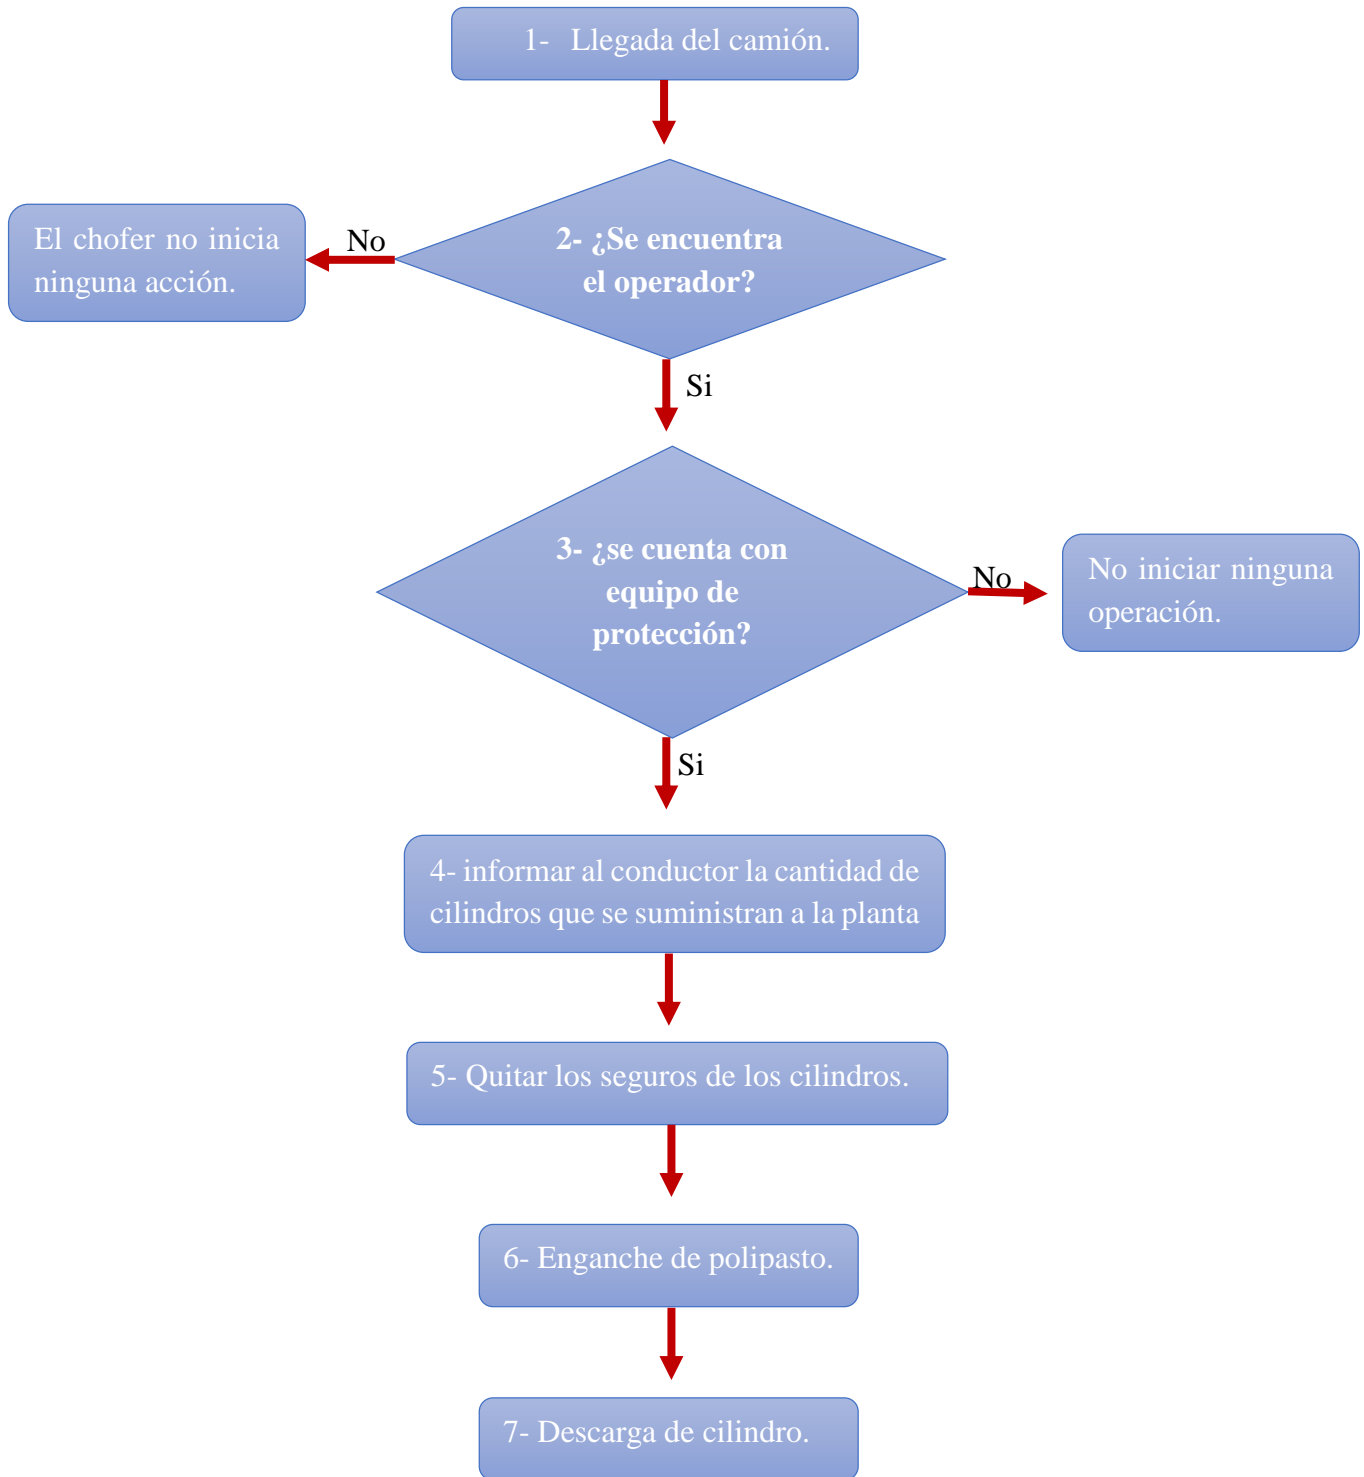 1- Llegada del camión.
2- ¿Se encuentra
el operador?
No
El chofer no inicia
ninguna acción.
Si
3- ¿se cuenta con
equipo de
protección?
No
No iniciar ninguna
operación.
Si
4- informar al conductor la cantidad de
cilindros que se suministran a la planta
5- Quitar los seguros de los cilindros.
6- Enganche de polipasto.
7- Descarga de cilindro.